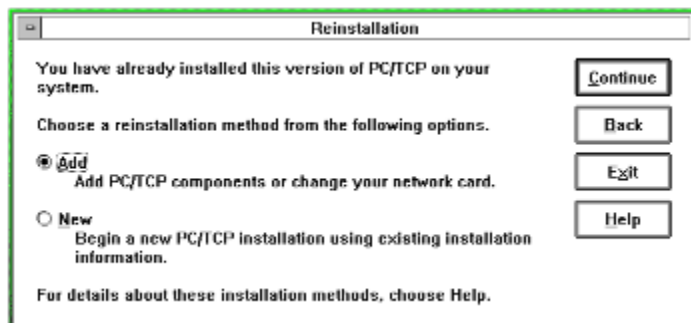 Reinstallation
You have already installed this version of PC/TCP on your
system.
Continue
Choose a reinstallation method from the following options.
Back
Add
Add PC/TCP components or change your network card.
Exit
New
Begin a new PC/TCP installation using existing installation
information.
Help
For details about these installation methods, choose Help.